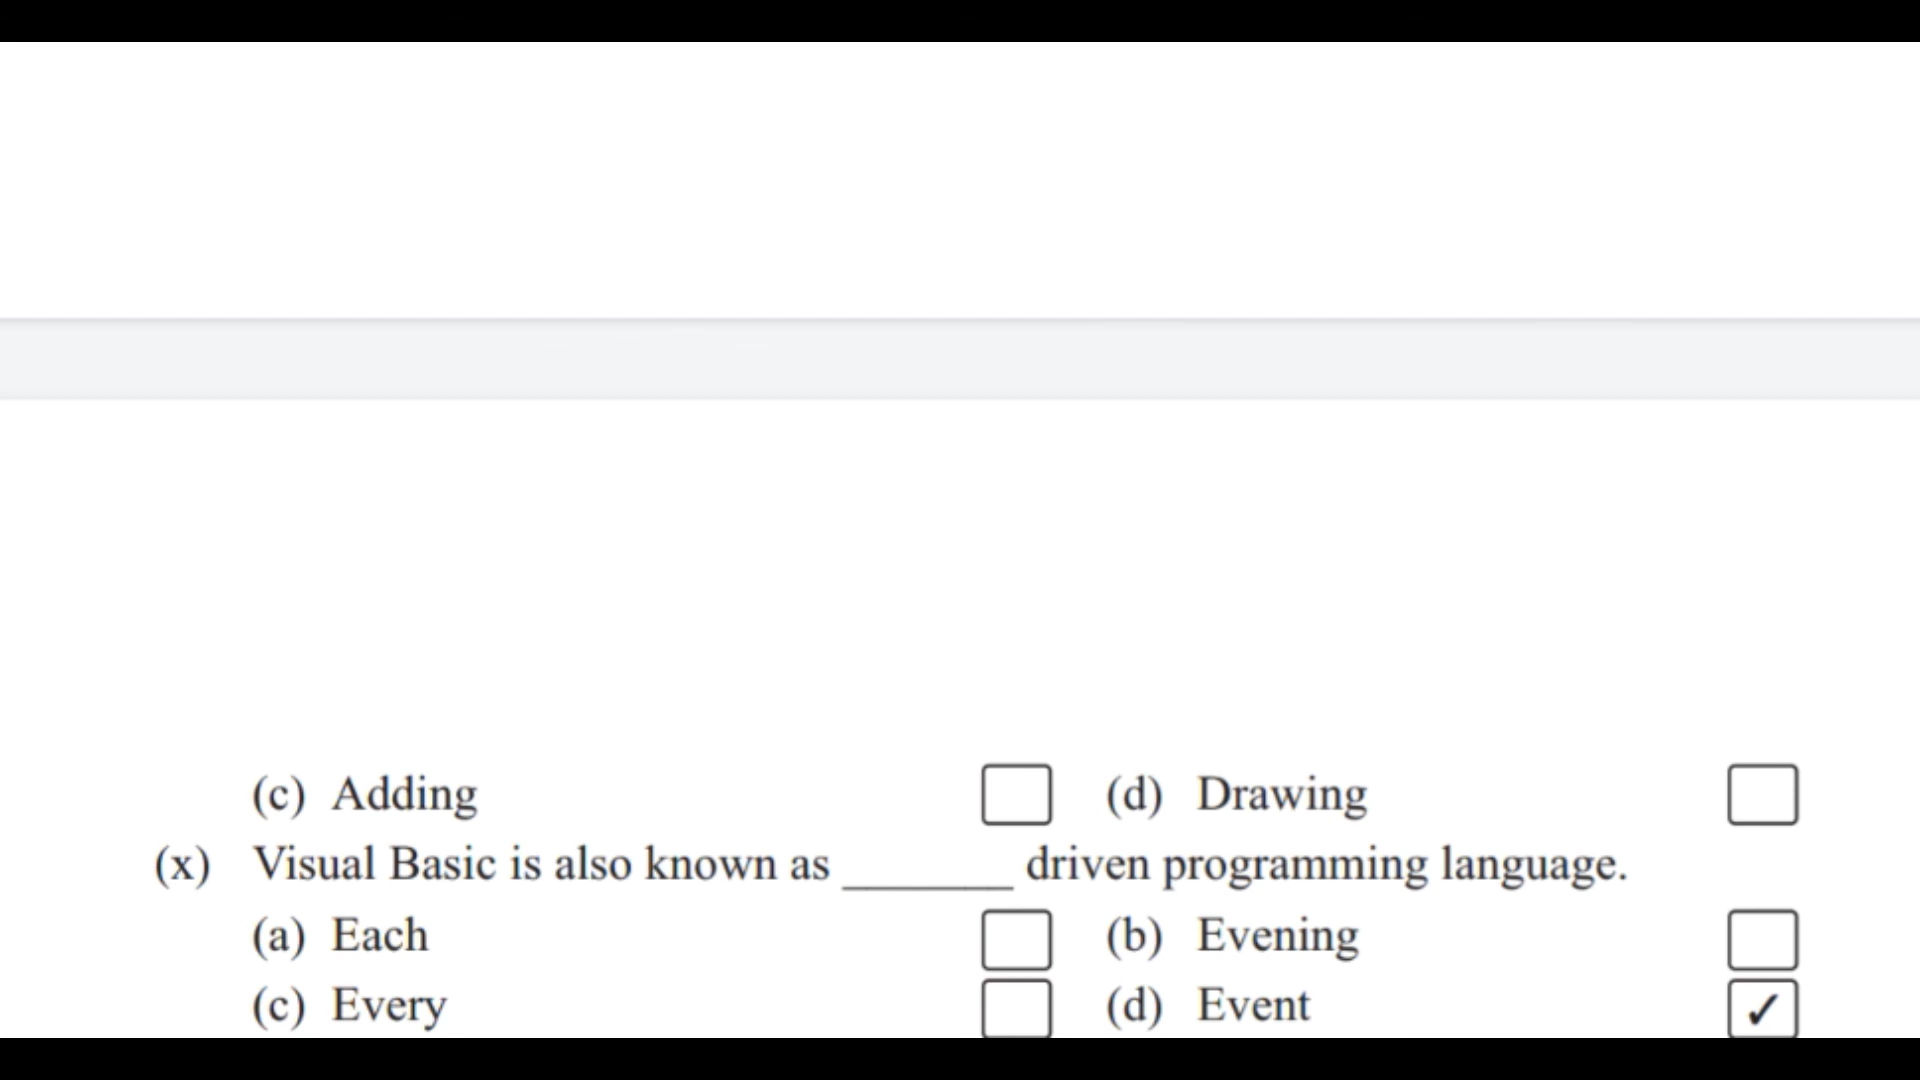 (c) Adding (d) Drawing
(x) Visual Basic is also known as _______ driven programming language.
(a) Each (b) Evening
(c) Every (d) Event ✓